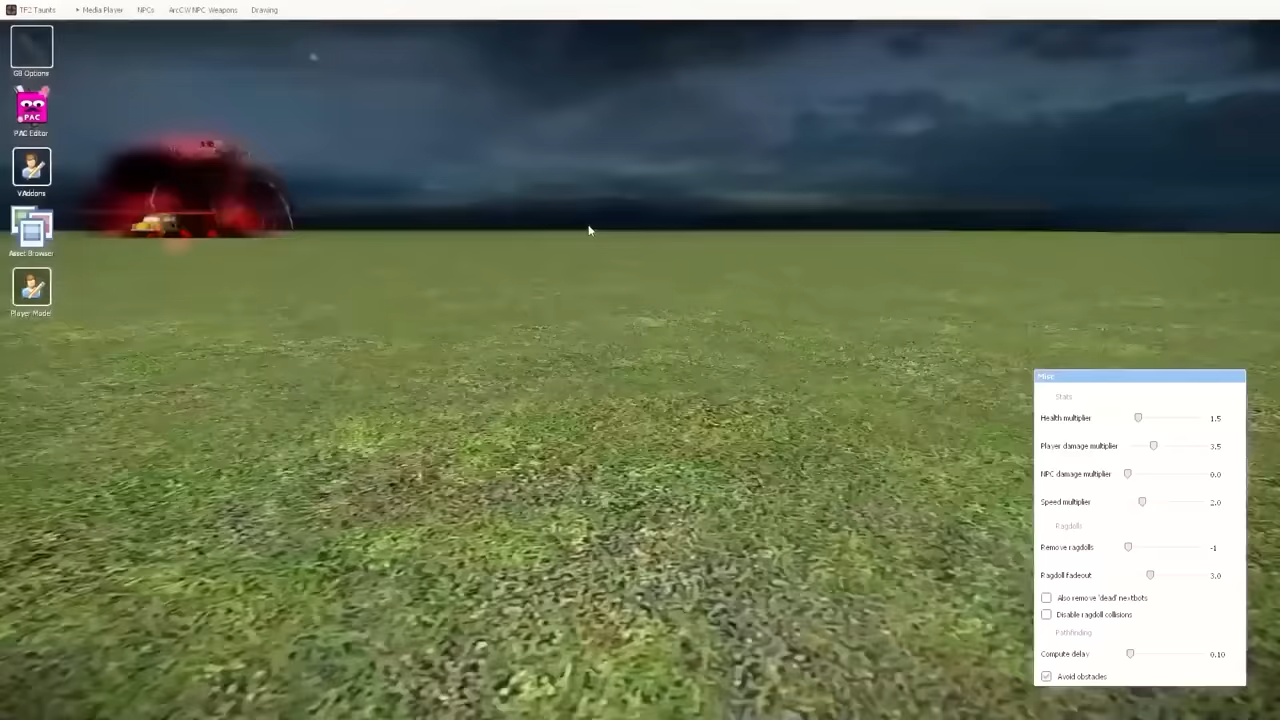 TF2 Taunts
Media Player
NPCs
ArcCW NPC Weapons
Drawing
GB Options
PAC
PAC Editor
VAddons
Asset Browser
Player Model
Misc
Stats
Health multiplier 1.5
Player damage multiplier 3.5
NPC damage multiplier 0.0
Speed multiplier 2.0
Ragdolls
Remove ragdolls -1
Ragdoll fadeout 3.0
Also remove 'dead' nextbots
Disable ragdoll collisions
Pathfinding
Compute delay 0.10
Avoid obstacles